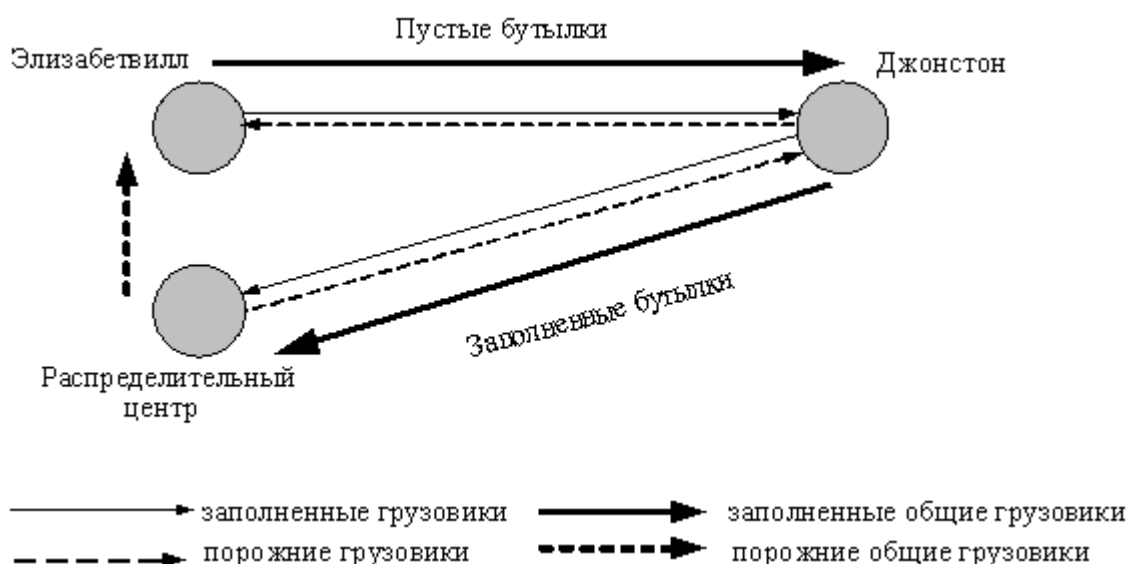 Пустые бутылки
Элизабетвилл
Джонстон
Заполненные бутылки
Распределительный
центр
заполненные грузовики
заполненные общие грузовики
порожние грузовики
порожние общие грузовики